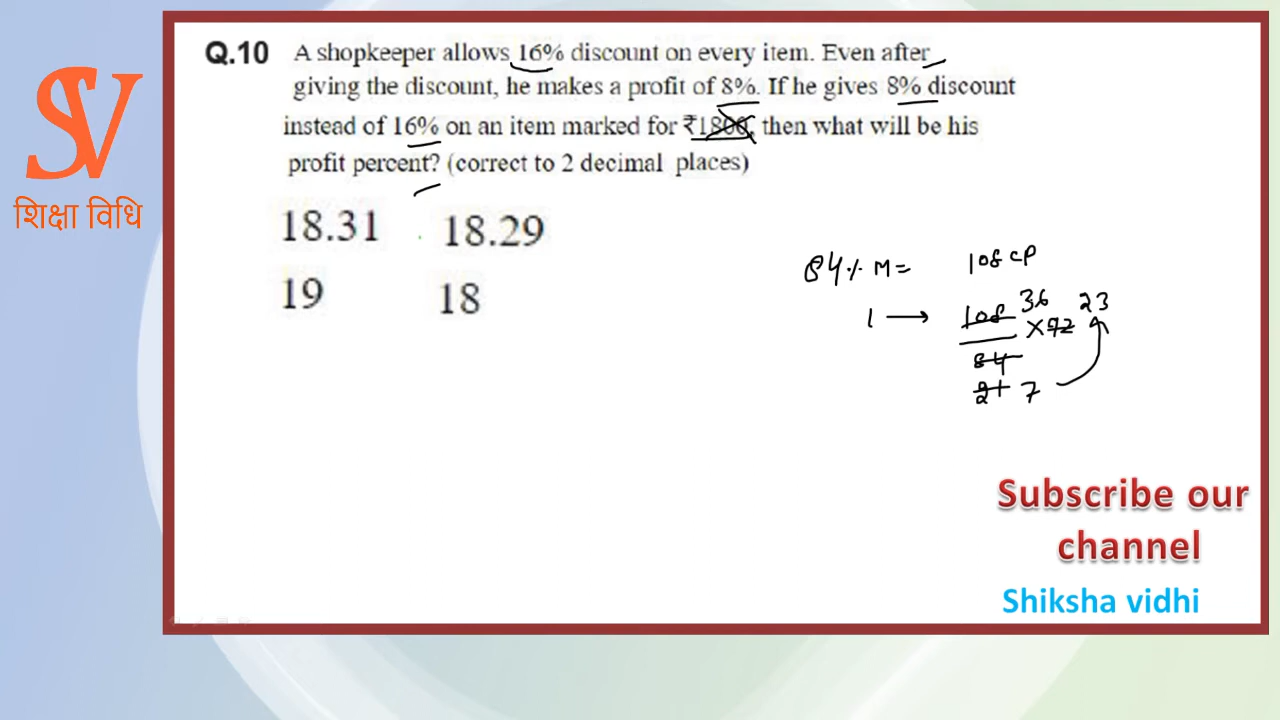 SV
शिक्षा विधि
Q.10 A shopkeeper allows 16% discount on every item. Even after
giving the discount, he makes a profit of 8%. If he gives 8% discount
instead of 16% on an item marked for ₹1800, then what will be his
profit percent? (correct to 2 decimal places)
18.31 18.29
19 18
84% M = 108 CP
1 → 108 36 × 92 23
84
21 7
Subscribe our
channel
Shiksha vidhi